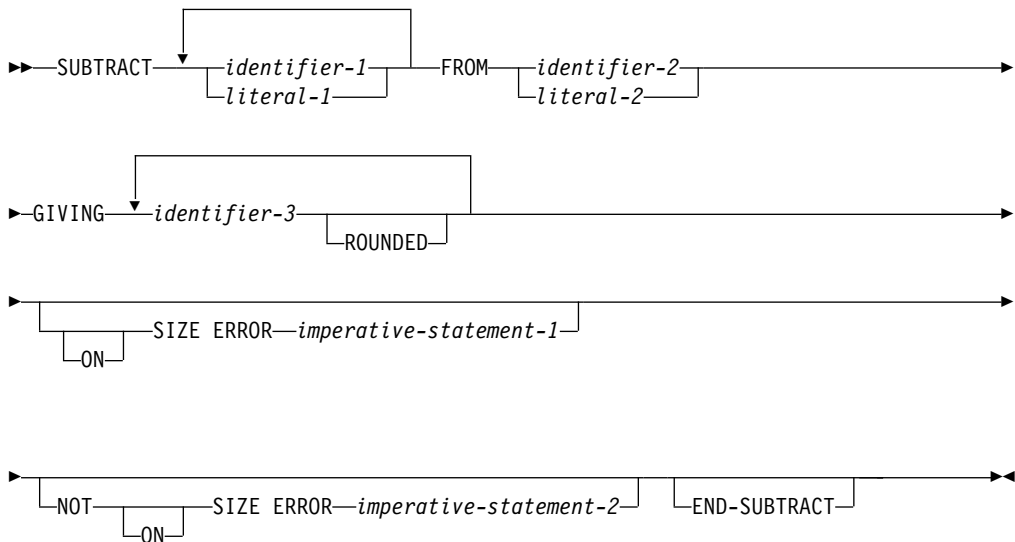 SUBTRACT identifier-1 FROM identifier-2
literal-1 literal-2
GIVING identifier-3
ROUNDED
SIZE ERROR imperative-statement-1
ON
NOT SIZE ERROR imperative-statement-2 END-SUBTRACT
ON